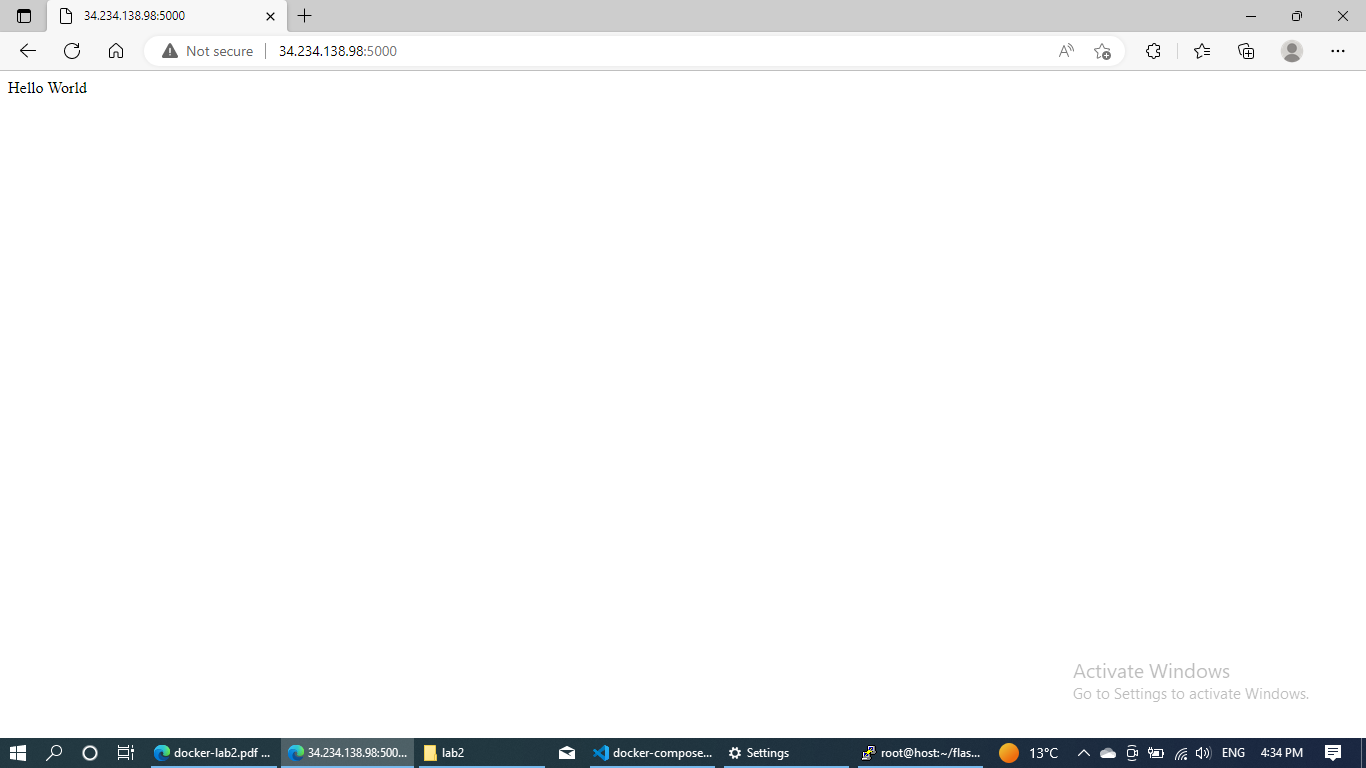 34.234.138.98:5000
Not secure
34.234.138.98:5000
Hello World
Activate Windows
Go to Settings to activate Windows.
docker-lab2.pdf ...
34.234.138.98:500...
lab2
docker-compose...
Settings
root@host:~/flas...
13°C
ENG
4:34 PM